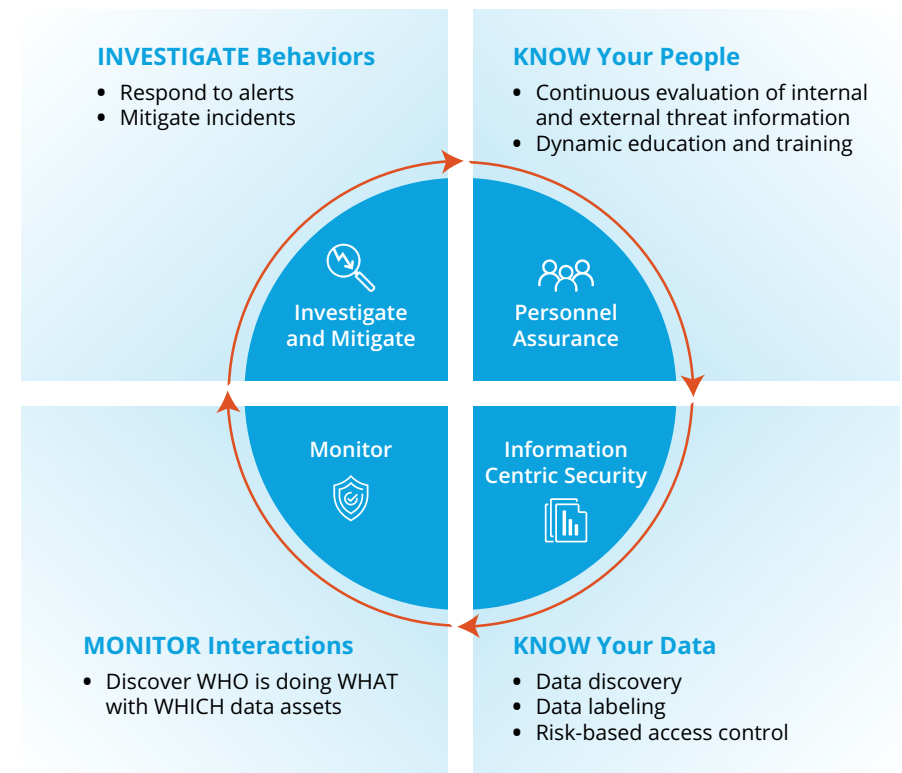 INVESTIGATE Behaviors
• Respond to alerts
• Mitigate incidents
KNOW Your People
• Continuous evaluation of internal
and external threat information
• Dynamic education and training
Investigate
and Mitigate
Personnel
Assurance
Monitor
Information
Centric Security
MONITOR Interactions
• Discover WHO is doing WHAT
with WHICH data assets
KNOW Your Data
• Data discovery
• Data labeling
• Risk-based access control